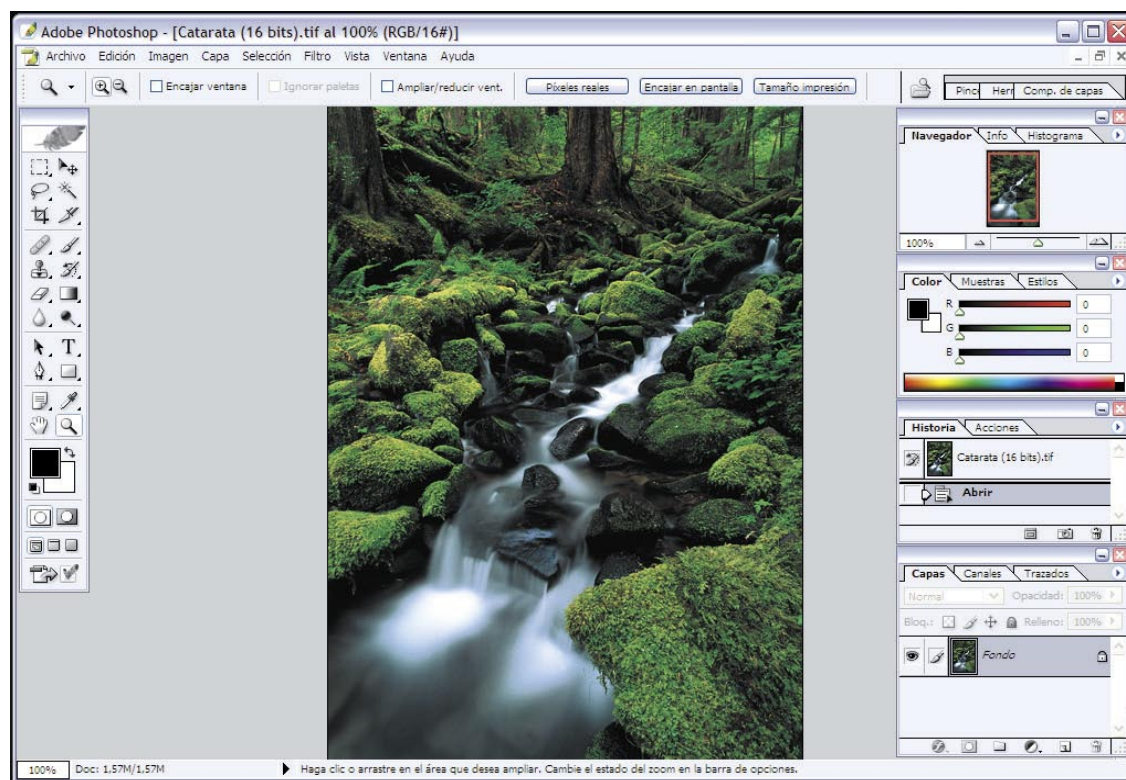 Adobe Photoshop - [Catarata (16 bits).tif al 100% (RGB/16#)]
Archivo Edición Imagen Capa Selección Filtro Vista Ventana Ayuda
Encajar ventana Ignorar paletas Ampliar/reducir vent. Píxeles reales Encajar en pantalla Tamaño impresión Pinc Herr Comp. de capas
Navegador Info Histograma
100%
Color Muestras Estilos
R 0
G 0
B 0
Historia Acciones
Catarata (16 bits).tif
Abrir
Capas Canales Trazados
Normal Opacidad: 100%
Bloq.: Relleno: 100%
Fondo
T
100% Doc: 1,57M/1,57M Haga clic o arrastre en el área que desea ampliar. Cambie el estado del zoom en la barra de opciones.